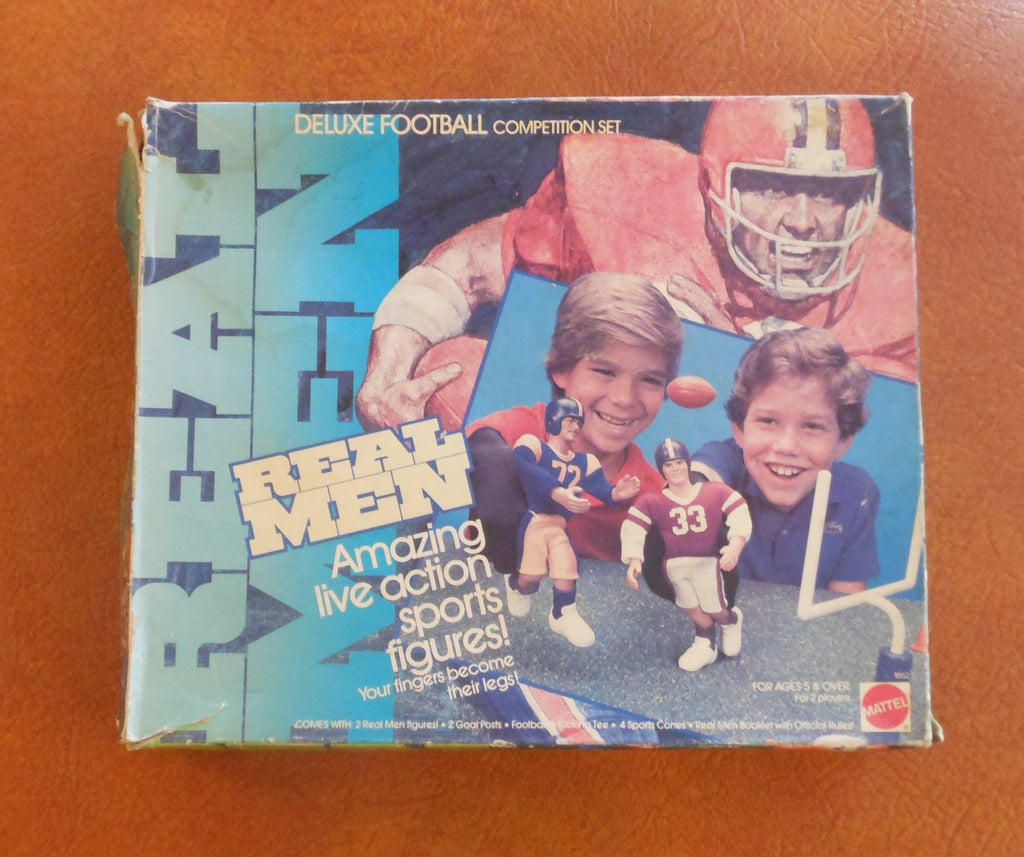 DELUXE FOOTBALL COMPETITION SET
REAL
MEN
REAL
MEN
72
33
Amazing
live action
sports
figures!
Your fingers become
their legs!
FOR AGES 5 & OVER
For 2 players
MATTEL
COMES WITH: 2 Real Men figures! • 2 Goal Posts • Football • Kicking Tee • 4 Sports Cones • Real Men Booklet with Official Rules!